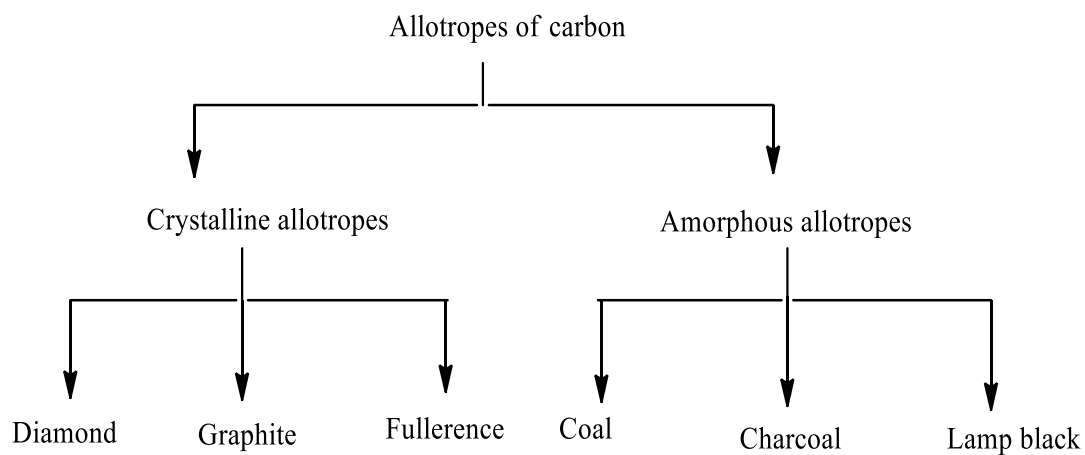 Allotropes of carbon
Crystalline allotropes
Amorphous allotropes
Diamond
Graphite
Fullerence
Coal
Charcoal
Lamp black